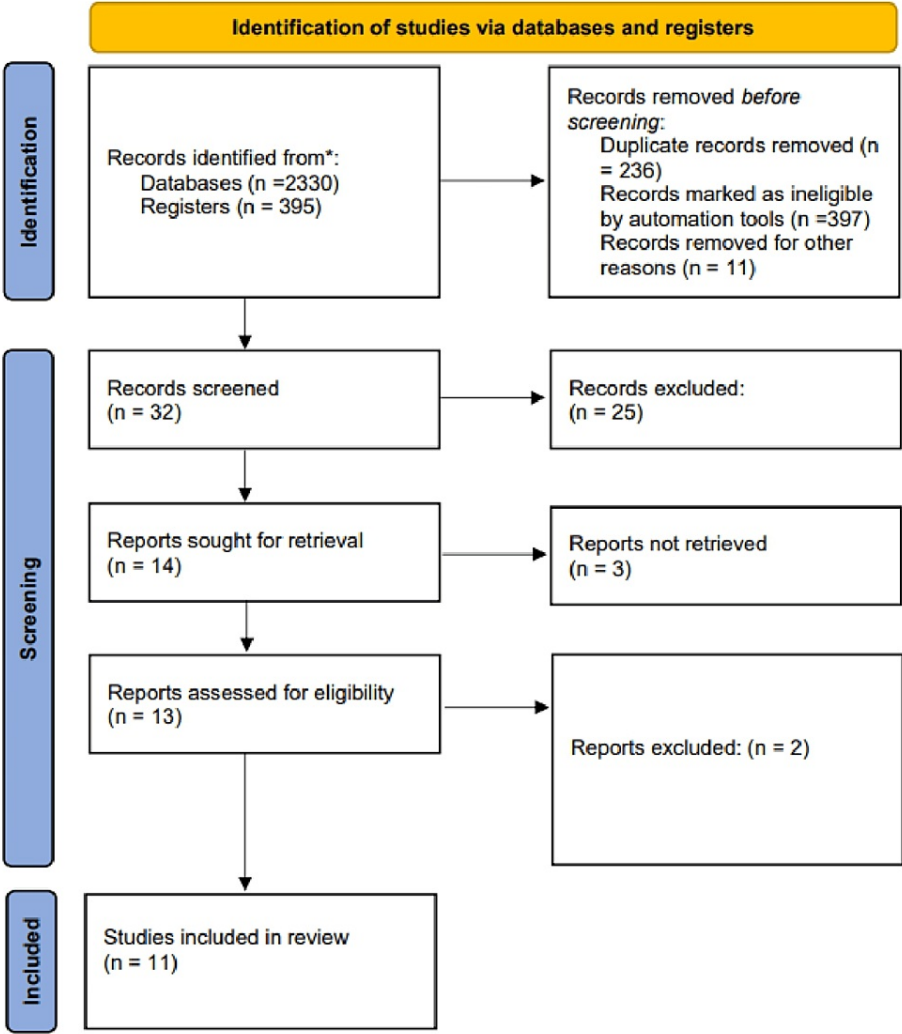 Identification of studies via databases and registers
Identification
Records identified from*:
Databases (n =2330)
Registers (n = 395)
Records removed before
screening:
Duplicate records removed (n
= 236)
Records marked as ineligible
by automation tools (n =397)
Records removed for other
reasons (n = 11)
Screening
Records screened
(n = 32)
Records excluded:
(n = 25)
Reports sought for retrieval
(n = 14)
Reports not retrieved
(n = 3)
Reports assessed for eligibility
(n = 13)
Reports excluded: (n = 2)
Included
Studies included in review
(n = 11)